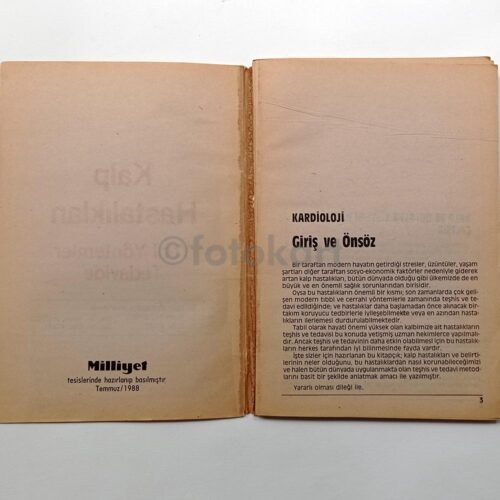 Kalp
Hastalıkları
Milliyet
tesislerinde hazırlanıp basılmıştır
Temmuz/1988
©fotokart
KARDİOLOJİ
Giriş ve Önsöz
Bir taraftan modern hayatın getirdiği stresler, üzüntüler, yaşam
şartları diğer taraftan sosyo-ekonomik faktörler nedeniyle giderek
artan kalp hastalıkları, bütün dünyada olduğu gibi ülkemizde de en
büyük ve en önemli sağlık sorunlarından birisidir.
Oysa bu hastalıkların önemli bir kısmı; son zamanlarda çok geli-
şen modern tıbbî ve cerrahi yöntemlerle zamanında teşhis ve te-
davi edildiğinde; ve hastalıklar daha başlamadan önce alınacak bir-
takım koruyucu tedbirlerle iyileşebilmekte veya en azından hasta-
lıkların ilerlemesi durdurulabilmektedir.
Tabii olarak hayati önemi yüksek olan kalbimize ait hastalıkların
teşhis ve tedavisi bu konuda yetişmiş uzman hekimlerce yapılmalı-
dır. Ancak teşhis ve tedavinin daha etkin olabilmesi için bu hastalık-
ların herkes tarafından iyi bilinmesinde fayda vardır.
İşte sizler için hazırlanan bu kitapçık; kalp hastalıkları ve belirti-
lerinin neler olduğunu, bu hastalıklardan nasıl korunabileceğimizi
ve halen bütün dünyada uygulanmakta olan teşhis ve tedavi metod-
larını basit bir şekilde anlatmak amacı ile yazılmıştır.
Yararlı olması dileği ile.
3